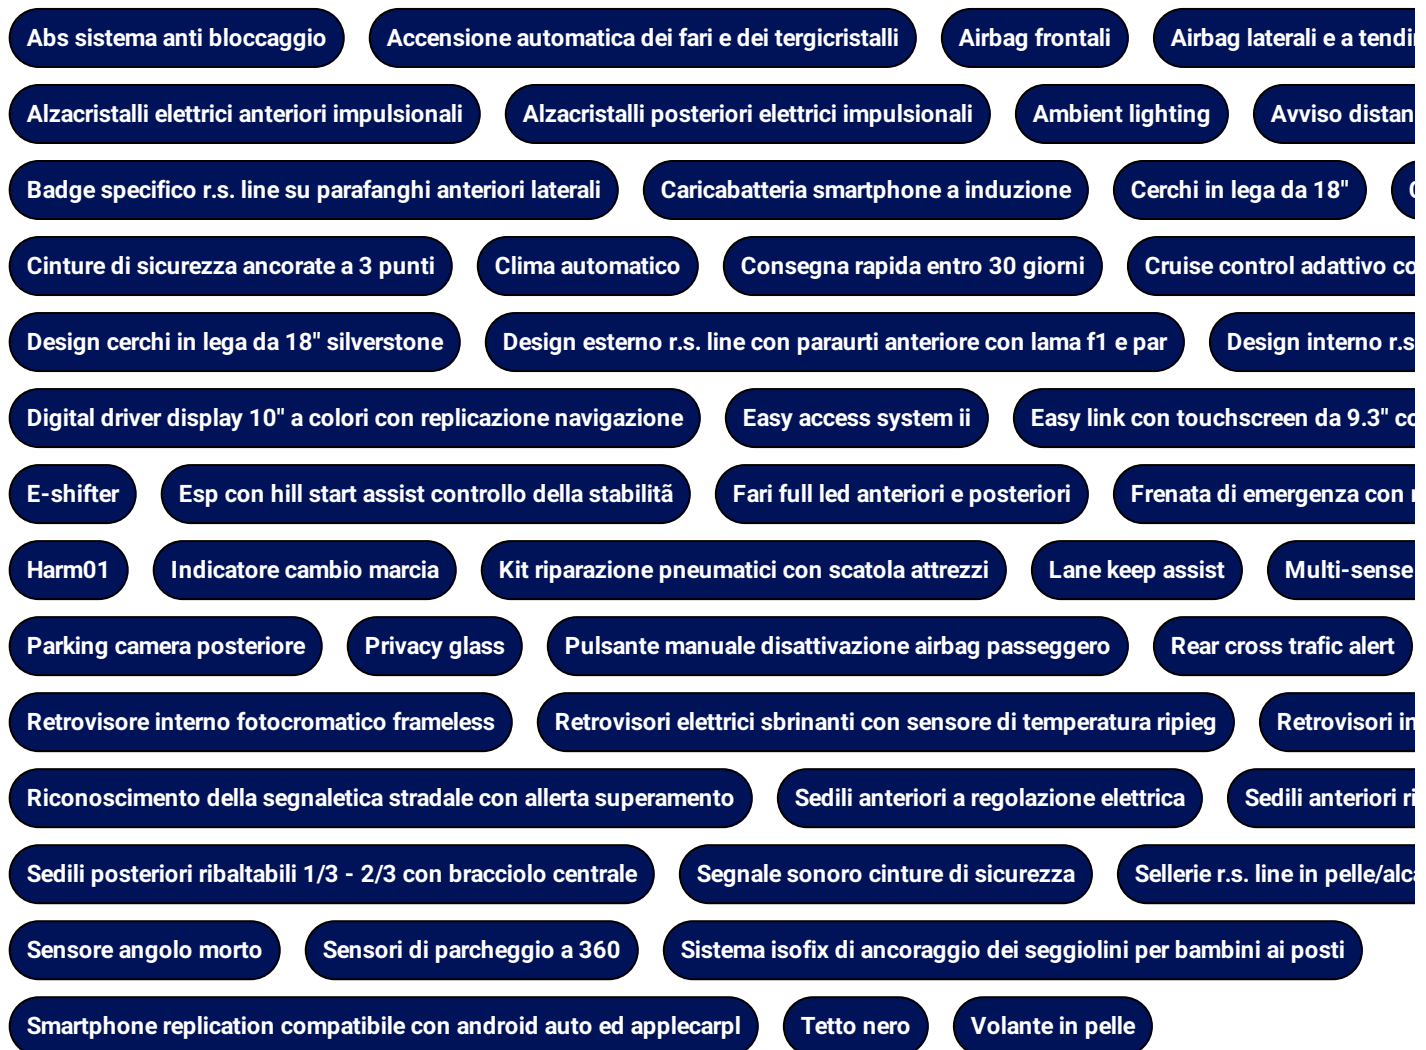 Abs sistema anti bloccaggio Accensione automatica dei fari e dei tergicristalli Airbag frontali Airbag laterali e a
Alzacristalli elettrici anteriori impulsionali Alzacristalli posteriori elettrici impulsionali Ambient lighting Avviso
Badge specifico r.s. line su parafanghi anteriori laterali Caricabatteria smartphone a induzione Cerchi in lega da 18"
Cinture di sicurezza ancorate a 3 punti Clima automatico Consegna rapida entro 30 giorni Cruise control adattivo
Design cerchi in lega da 18" silverstone Design esterno r.s. line con paraurti anteriore con lama f1 e par Design interno r.s
Digital driver display 10" a colori con replicazione navigazione Easy access system ii Easy link con touchscreen da 9.3"
E-shifter Esp con hill start assist controllo della stabilitã Fari full led anteriori e posteriori Frenata di emergenza con
Harm01 Indicatore cambio marcia Kit riparazione pneumatici con scatola attrezzi Lane keep assist Multi-sense
Parking camera posteriore Privacy glass Pulsante manuale disattivazione airbag passeggero Rear cross trafic alert
Retrovisore interno fotocromatico frameless Retrovisori elettrici sbrinanti con sensore di temperatura ripieg Retrovisori
Riconoscimento della segnaletica stradale con allerta superamento Sedili anteriori a regolazione elettrica Sedili anteriori
Sedili posteriori ribaltabili 1/3 - 2/3 con bracciolo centrale Segnale sonoro cinture di sicurezza Sellerie r.s. line in
Sensore angolo morto Sensori di parcheggio a 360 Sistema isofix di ancoraggio dei seggiolini per bambini ai posti
Smartphone replication compatibile con android auto ed applecarpl Tetto nero Volante in pelle